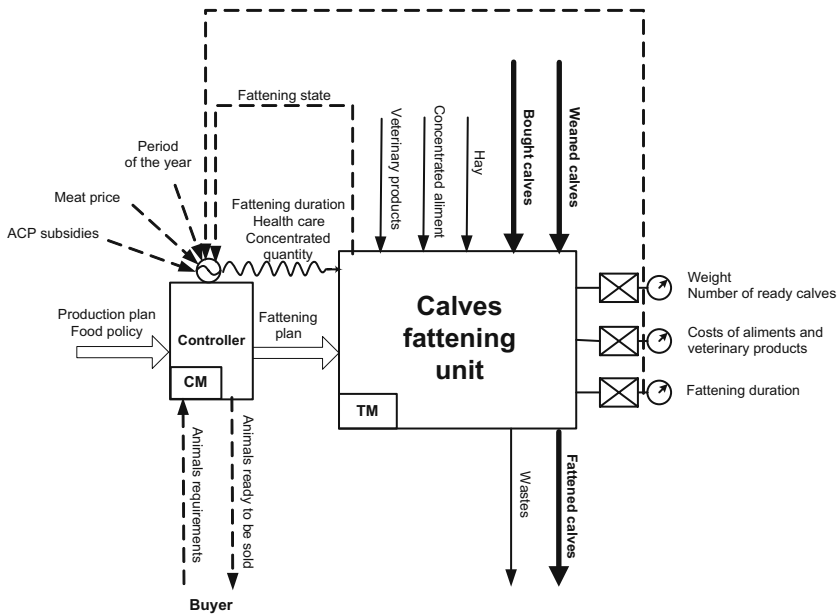 Fattening state
Veterinary products
Concentrated aliment
Hay
Bought calves
Weaned calves
Period
of the year
Meat price
ACP subsidies
Fattening duration
Health care
Concentrated
quantity
Production plan
Food policy
Controller
CM
Fattening
plan
Calves
fattening
unit
TM
Weight
Number of ready calves
Costs of aliments and
veterinary products
Fattening duration
Animals requirements
Animals ready to be sold
Wastes
Fattened calves
Buyer